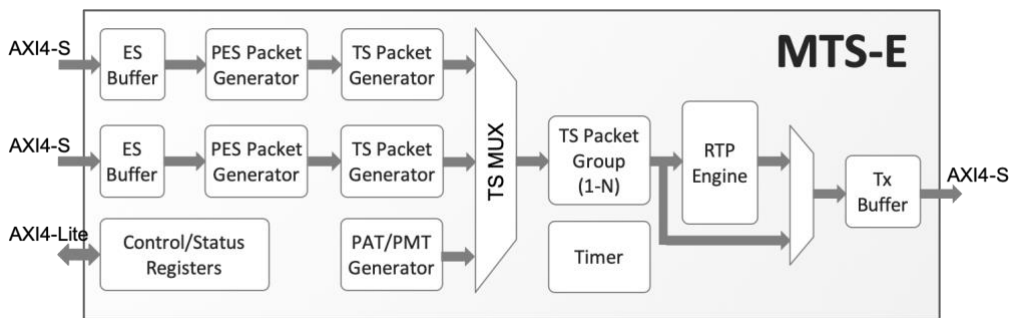 MTS-E
AXI4-S
ES
Buffer
PES Packet
Generator
TS Packet
Generator
AXI4-S
ES
Buffer
PES Packet
Generator
TS Packet
Generator
AXI4-Lite
Control/Status
Registers
PAT/PMT
Generator
TS MUX
TS Packet
Group
(1-N)
Timer
RTP
Engine
Tx
Buffer
AXI4-S